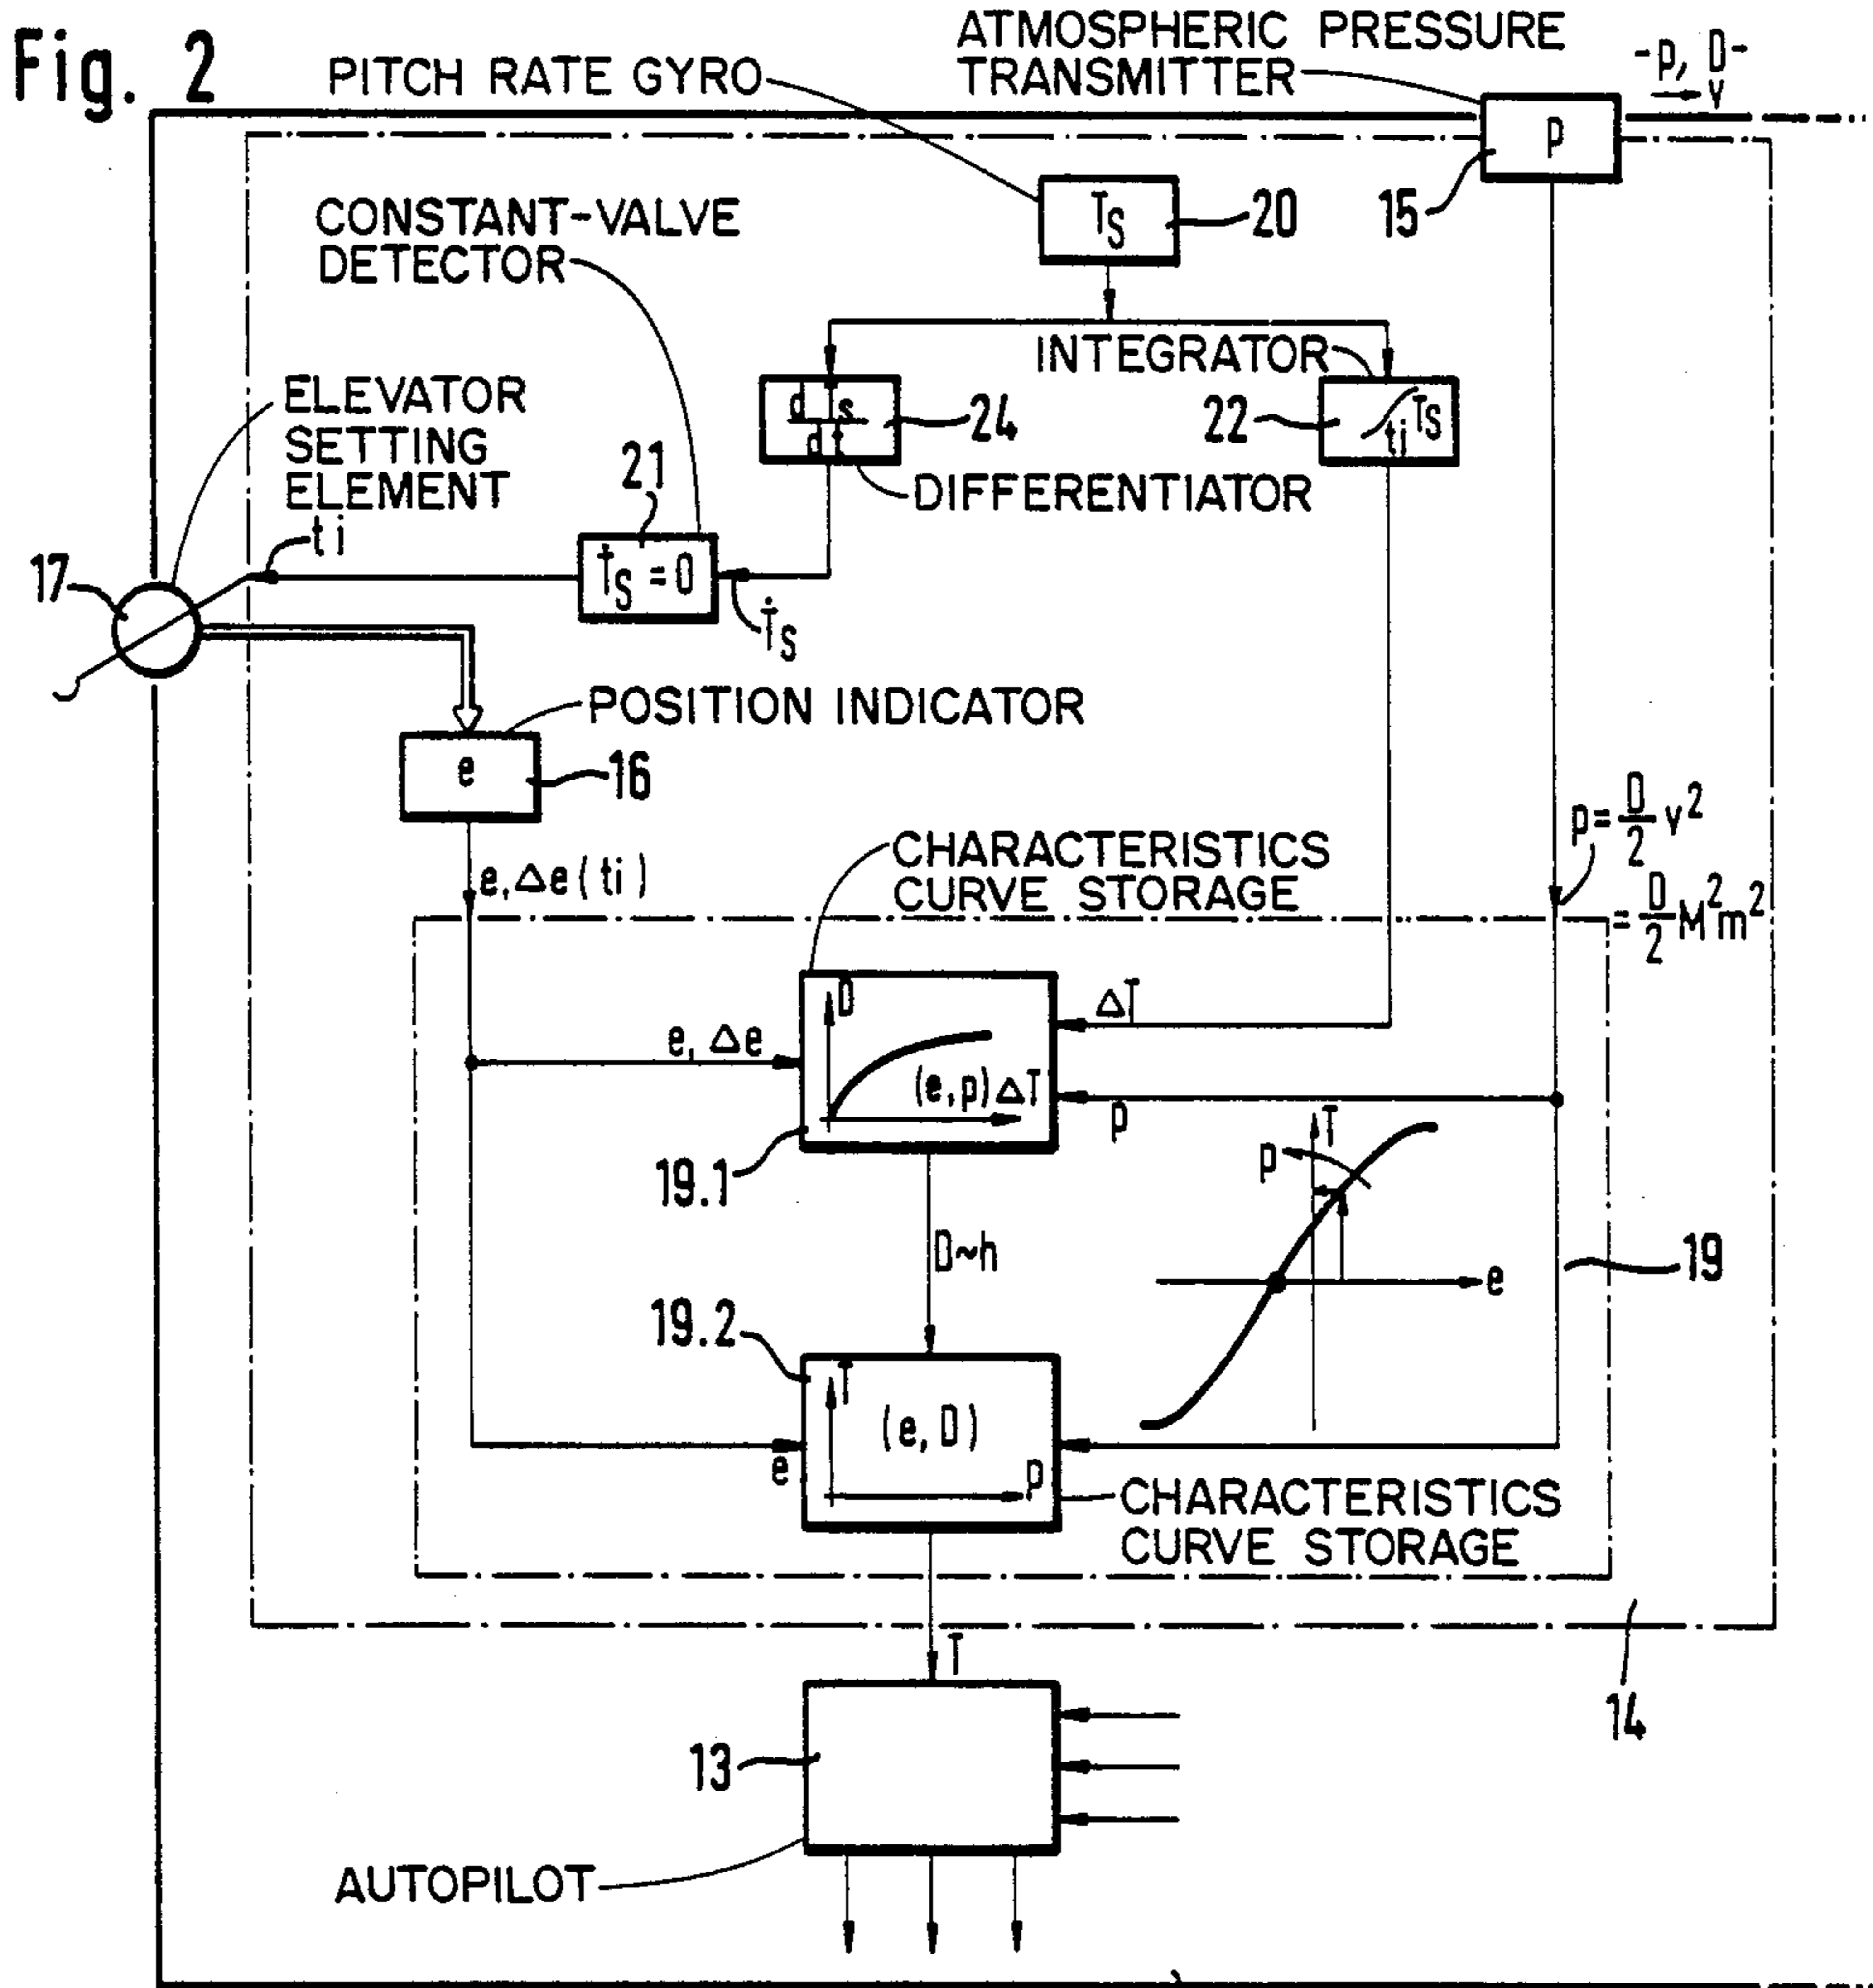 Fig. 2
PITCH RATE GYRO
ATMOSPHERIC PRESSURE
TRANSMITTER
-p, D-
v
p
15
CONSTANT-VALVE
DETECTOR
TS
20
INTEGRATOR
ELEVATOR
SETTING
ELEMENT
24
22
ti TS
DIFFERENTIATOR
21
ti
17
ṪS = 0
ṪS
POSITION INDICATOR
e
16
p = D/2 v²
= D/2 M²m²
e, Δe (ti)
CHARACTERISTICS
CURVE STORAGE
D
ΔT
e, Δe
(e,p) ΔT
p
19.1
T
p
D~h
19
e
19.2
T
(e, D)
e
p
CHARACTERISTICS
CURVE STORAGE
T
14
13
AUTOPILOT